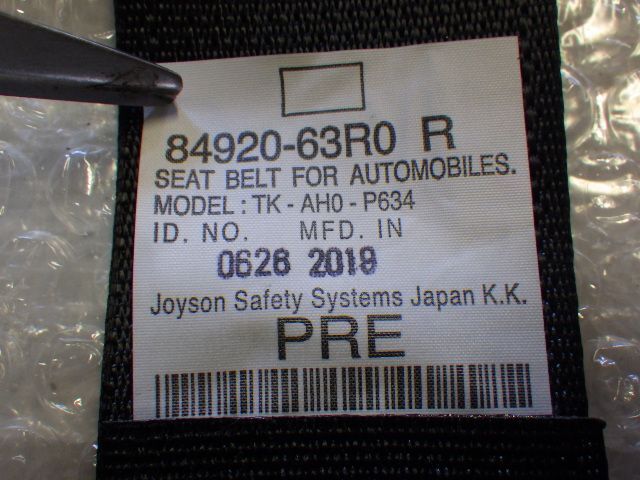 84920-63R0 R
SEAT BELT FOR AUTOMOBILES.
MODEL : TK - AH0 - P634
ID. NO. MFD. IN
0626 2019
Joyson Safety Systems Japan K.K.
PRE